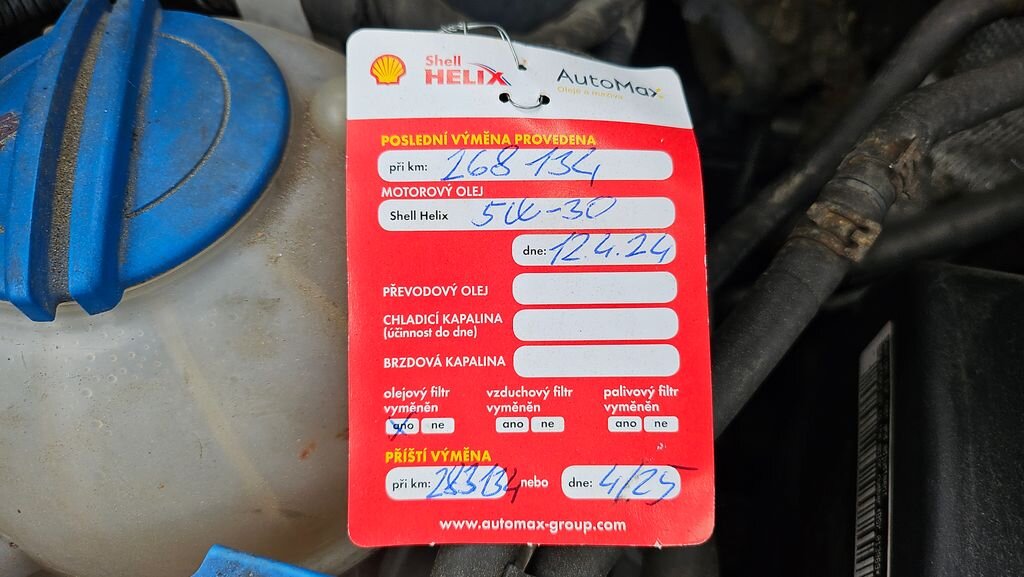 Shell
HELIX
AutoMax
Oleje a maziva
POSLEDNÍ VÝMĚNA PROVEDENA
při km: 268 134
MOTOROVÝ OLEJ
Shell Helix 5W-30
dne: 12.4.24
PŘEVODOVÝ OLEJ
CHLADICÍ KAPALINA
(účinnost do dne)
BRZDOVÁ KAPALINA
olejový filtr vyměněn
ano ne
vzduchový filtr vyměněn
ano ne
palivový filtr vyměněn
ano ne
PŘÍŠTÍ VÝMĚNA
při km: 283134 nebo dne: 4/25
www.automax-group.com